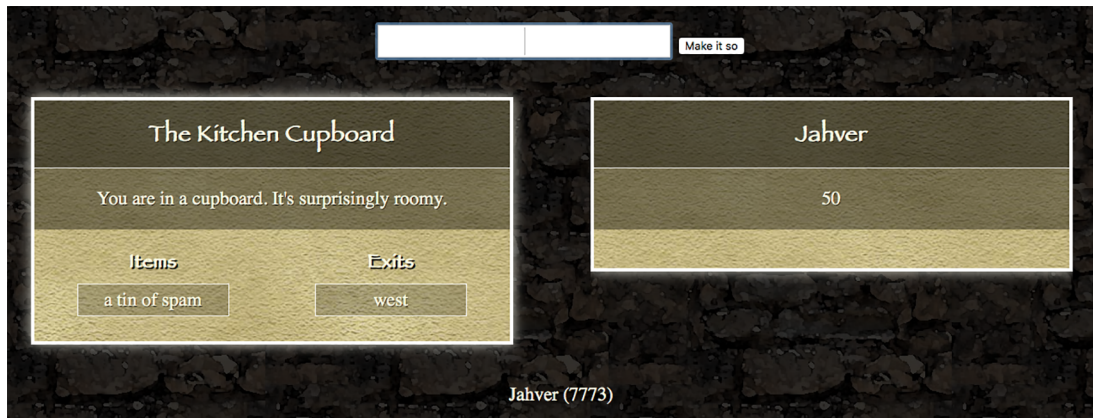 Make it so
The Kitchen Cupboard
You are in a cupboard. It's surprisingly roomy.
Items
a tin of spam
Exits
west
Jahver
50
Jahver (7773)